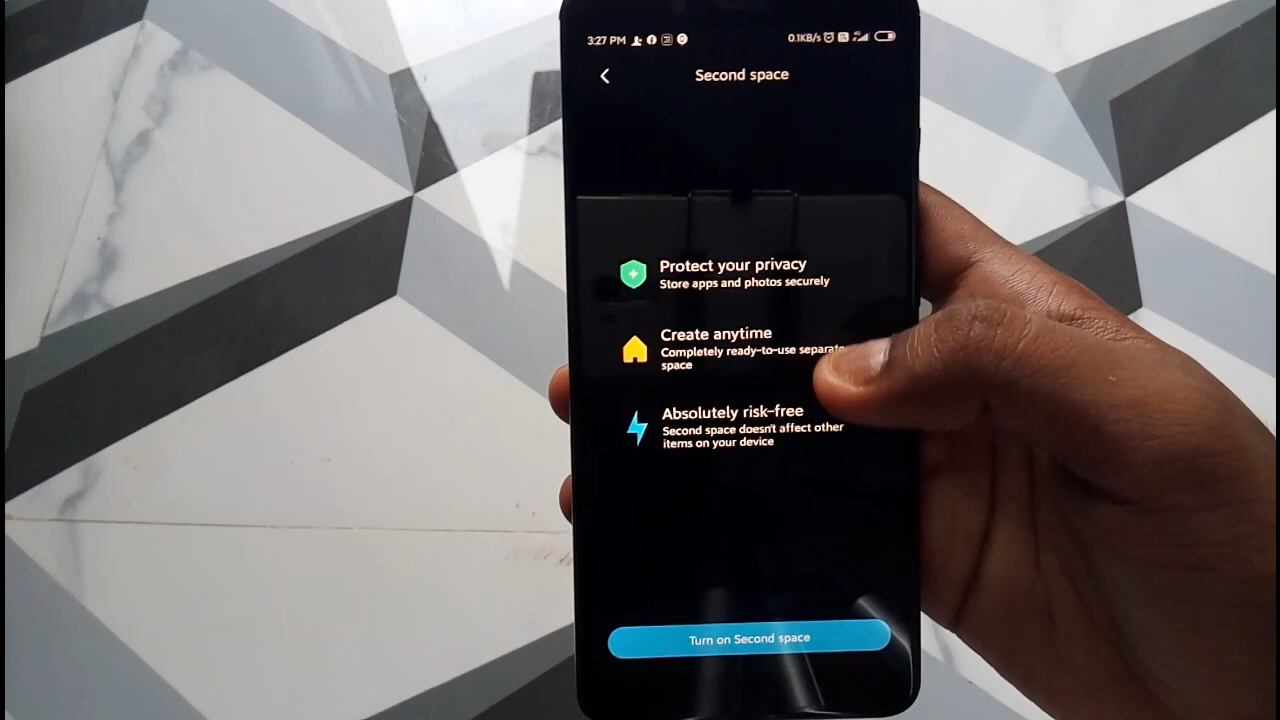 3:27 PM
0.1KB/s
Second space
Protect your privacy
Store apps and photos securely
Create anytime
Completely ready-to-use separate
space
Absolutely risk-free
Second space doesn't affect other
items on your device
Turn on Second space